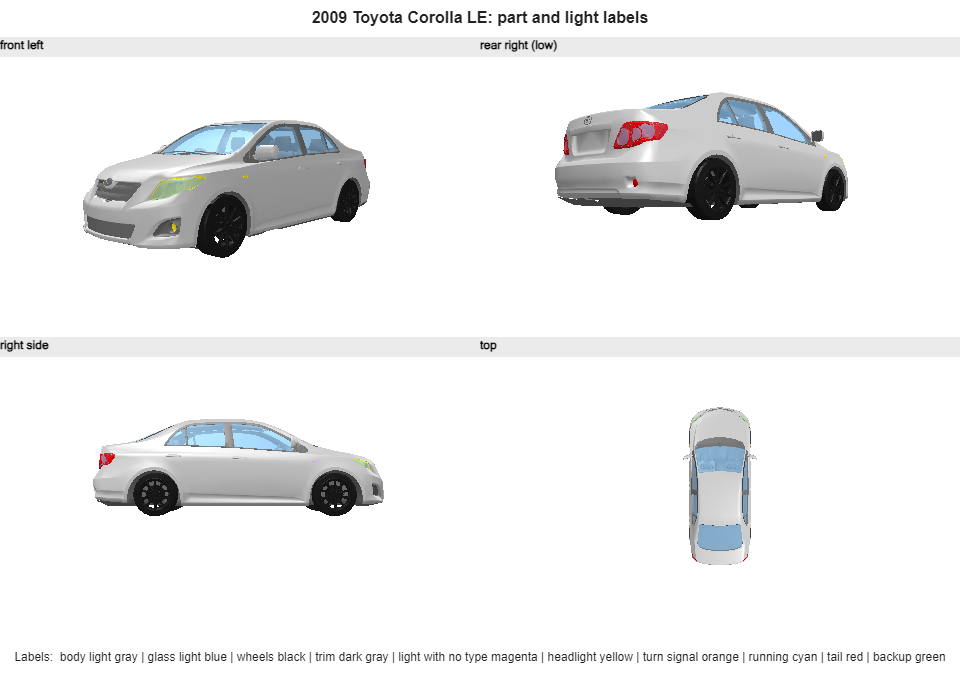 2009 Toyota Corolla LE: part and light labels
front left
rear right (low)
right side
top
Labels:  body light gray | glass light blue | wheels black | trim dark gray | light with no type magenta | headlight yellow | turn signal orange | running cyan | tail red | backup green